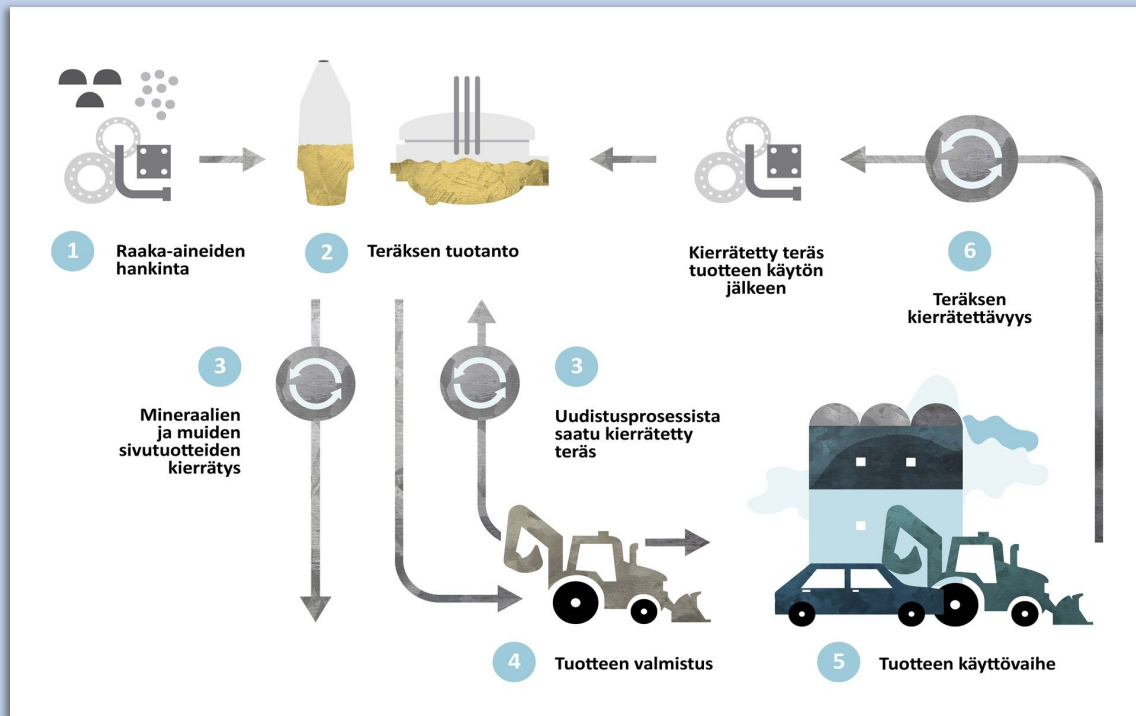 1
Raaka-aineiden
hankinta
2
Teräksen tuotanto
Kierrätetty teräs
tuotteen käytön
jälkeen
6
Teräksen
kierrätettävyys
3
Mineraalien
ja muiden
sivutuotteiden
kierrätys
3
Uudistusprosessista
saatu kierrätetty
teräs
4
Tuotteen valmistus
5
Tuotteen käyttövaihe